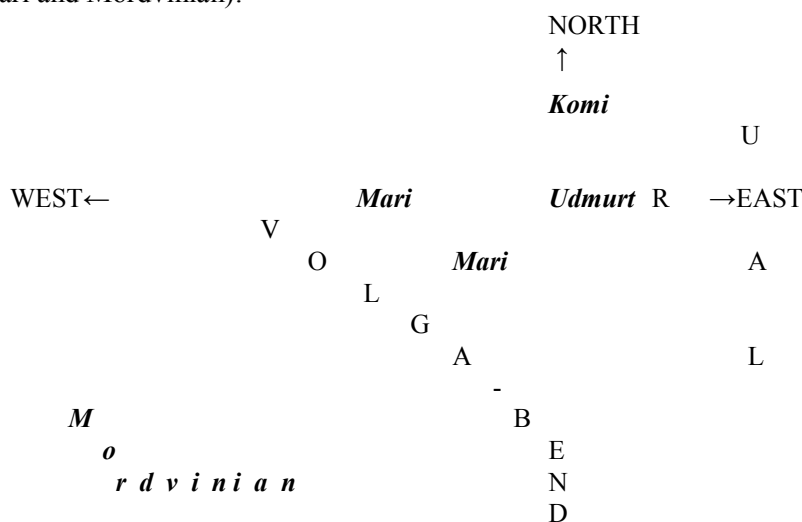 ari and Mordvinian).
NORTH
↑
Komi
U
WEST← Mari Udmurt R →EAST
V
O Mari A
L
G
A L
-
M B
o E
r d v i n i a n N
D